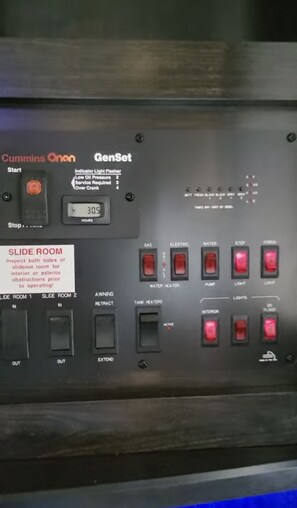 Cummins Onan GenSet
Start
Indicator Light Flashes
Low Oil Pressure 2
Service Required 3
Over Crank 4
HOURS
Stop
SLIDE ROOM
Inspect both sides of
slideout room for
interior or exterior
obstructions prior
to operating!
GAS
ELECTRIC
WATER
STEP
PORCH
WATER HEATER
PUMP
LIGHT
LIGHT
SLIDE ROOM 1
SLIDE ROOM 2
AWNING
TANK HEATERS
IN
IN
RETRACT
LIGHTS
INTERIOR
OUT
OUT
EXTEND